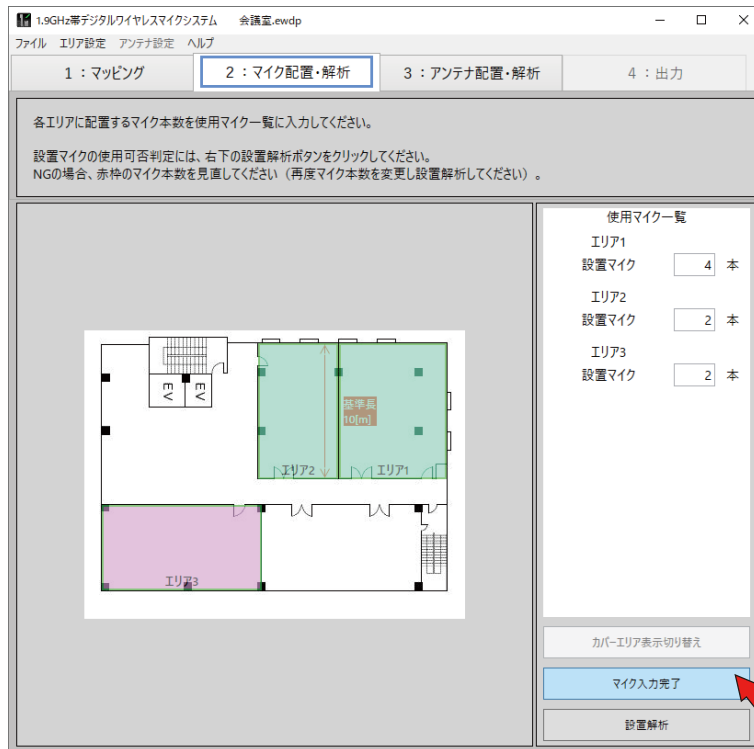 1.9GHz帯デジタルワイヤレスマイクシステム　会議室.ewdp
ファイル　エリア設定　アンテナ設定　ヘルプ
1：マッピング　2：マイク配置・解析　3：アンテナ配置・解析　4：出力
各エリアに配置するマイク本数を使用マイク一覧に入力してください。
設置マイクの使用可否判定には、右下の設置解析ボタンをクリックしてください。
NGの場合、赤枠のマイク本数を見直してください（再度マイク本数を変更し設置解析してください）。
EV
EV
基準長
10[m]
エリア2
エリア1
エリア3
使用マイク一覧
エリア1
設置マイク　4　本
エリア2
設置マイク　2　本
エリア3
設置マイク　2　本
カバーエリア表示切り替え
マイク入力完了
設置解析